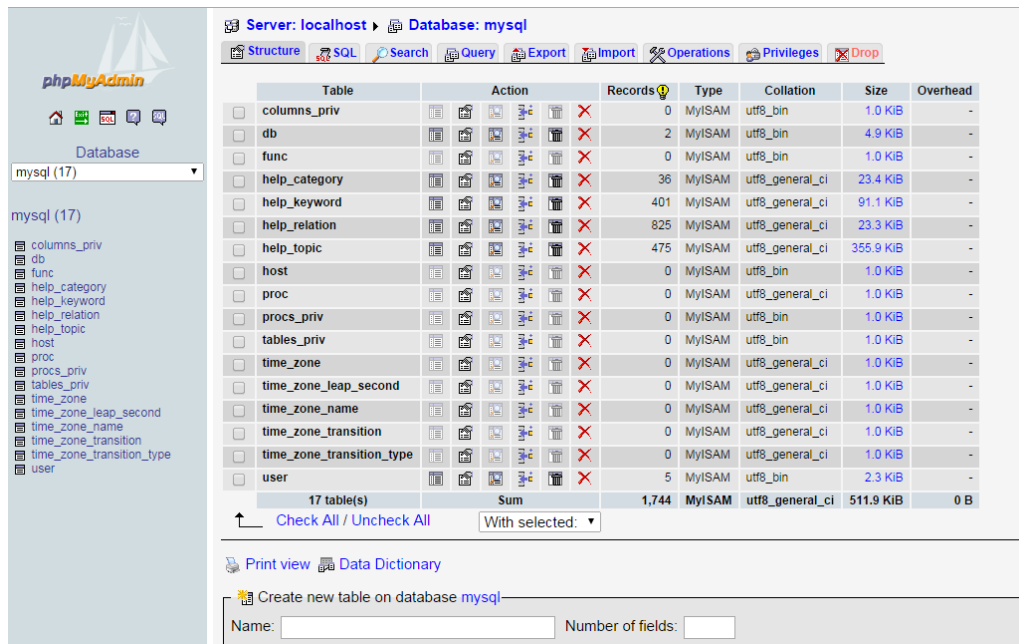 phpMyAdmin
Database
mysql (17)
mysql (17)
columns_priv
db
func
help_category
help_keyword
help_relation
help_topic
host
proc
procs_priv
tables_priv
time_zone
time_zone_leap_second
time_zone_name
time_zone_transition
time_zone_transition_type
user
Server: localhost Database: mysql
Structure SQL Search Query Export Import Operations Privileges Drop
Table Action Records Type Collation Size Overhead
columns_priv 0 MyISAM utf8_bin 1.0 KiB -
db 2 MyISAM utf8_bin 4.9 KiB -
func 0 MyISAM utf8_bin 1.0 KiB -
help_category 36 MyISAM utf8_general_ci 23.4 KiB -
help_keyword 401 MyISAM utf8_general_ci 91.1 KiB -
help_relation 825 MyISAM utf8_general_ci 23.3 KiB -
help_topic 475 MyISAM utf8_general_ci 355.9 KiB -
host 0 MyISAM utf8_bin 1.0 KiB -
proc 0 MyISAM utf8_general_ci 1.0 KiB -
procs_priv 0 MyISAM utf8_bin 1.0 KiB -
tables_priv 0 MyISAM utf8_bin 1.0 KiB -
time_zone 0 MyISAM utf8_general_ci 1.0 KiB -
time_zone_leap_second 0 MyISAM utf8_general_ci 1.0 KiB -
time_zone_name 0 MyISAM utf8_general_ci 1.0 KiB -
time_zone_transition 0 MyISAM utf8_general_ci 1.0 KiB -
time_zone_transition_type 0 MyISAM utf8_general_ci 1.0 KiB -
user 5 MyISAM utf8_bin 2.3 KiB -
17 table(s) Sum 1,744 MyISAM utf8_general_ci 511.9 KiB 0 B
Check All / Uncheck All With selected:
Print view Data Dictionary
Create new table on database mysql
Name: Number of fields: